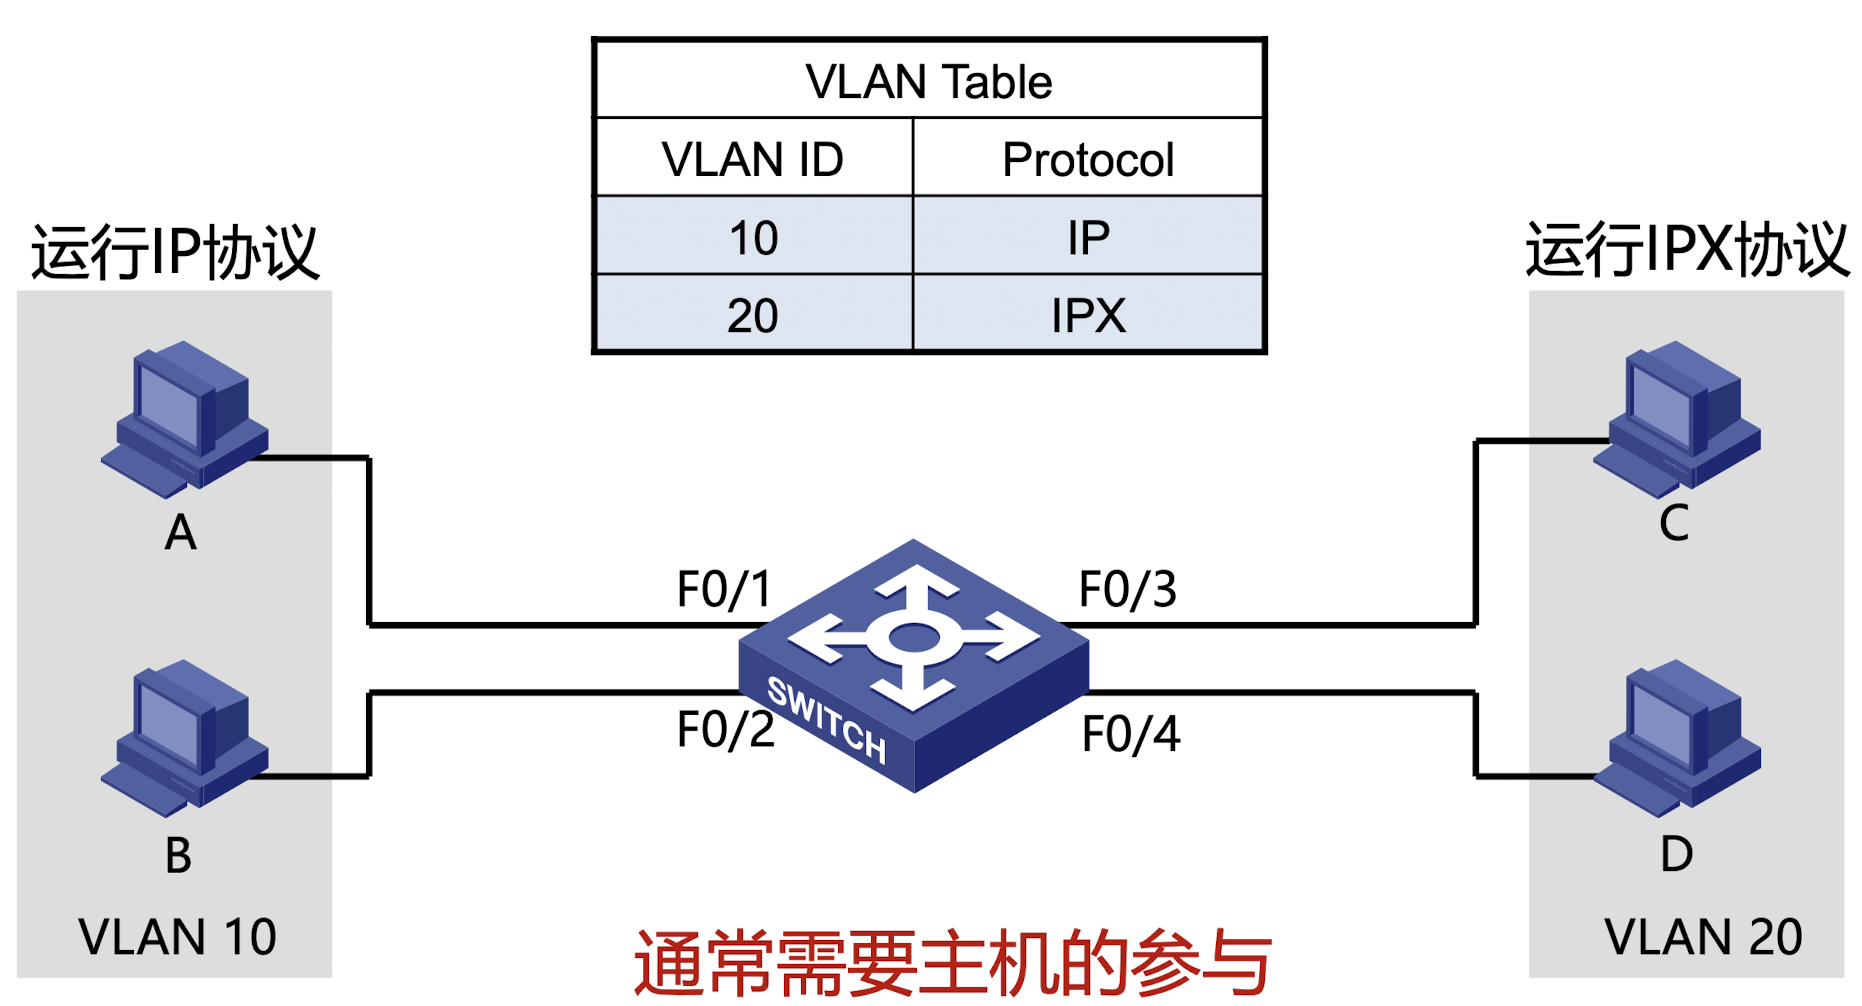 VLAN Table
VLAN ID Protocol
10 IP
20 IPX
运行IP协议
运行IPX协议
A
C
F0/1
F0/3
SWITCH
F0/2
F0/4
B
D
VLAN 10
VLAN 20
通常需要主机的参与